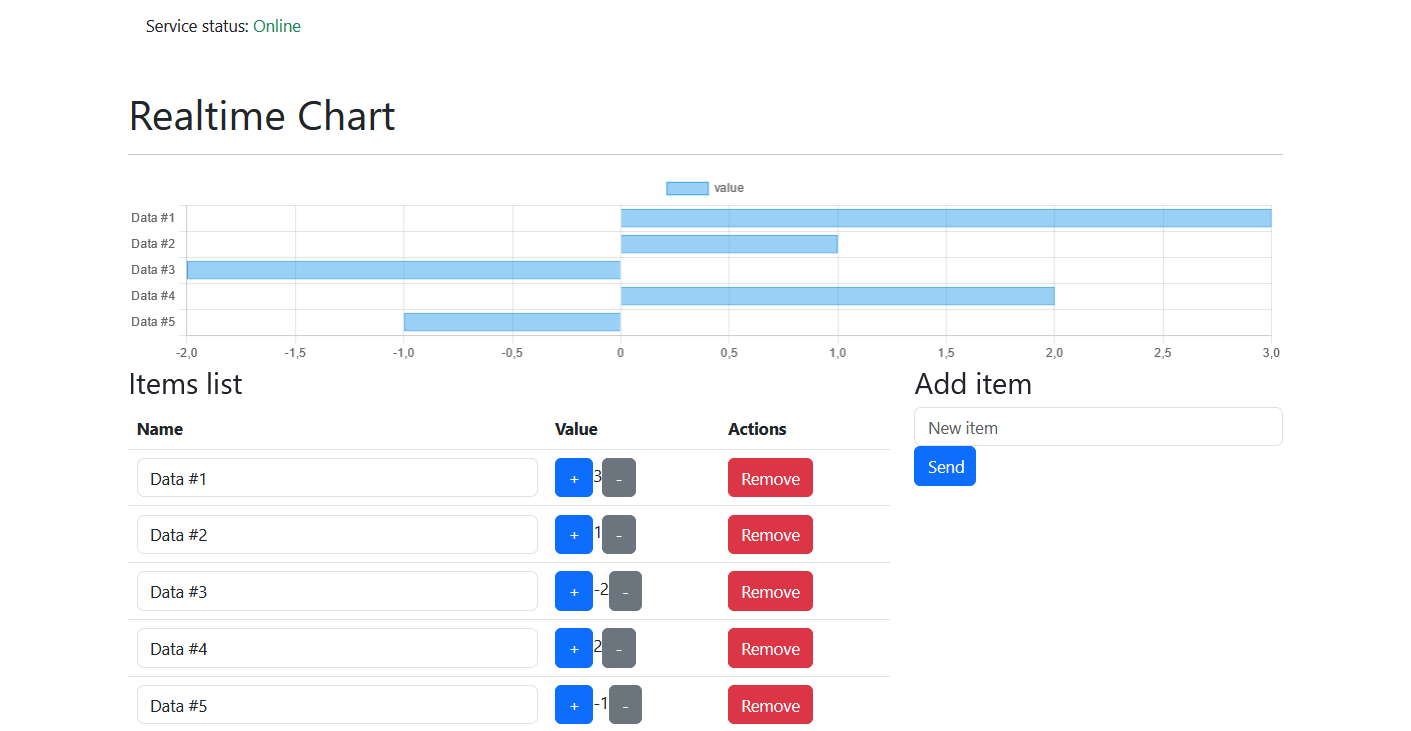 Service status: Online
Realtime Chart
value
Data #1
Data #2
Data #3
Data #4
Data #5
-2,0 -1,5 -1,0 -0,5 0 0,5 1,0 1,5 2,0 2,5 3,0
Items list
Name Value Actions
Data #1 + 3 - Remove
Data #2 + 1 - Remove
Data #3 + -2 - Remove
Data #4 + 2 - Remove
Data #5 + -1 - Remove
Add item
New item
Send